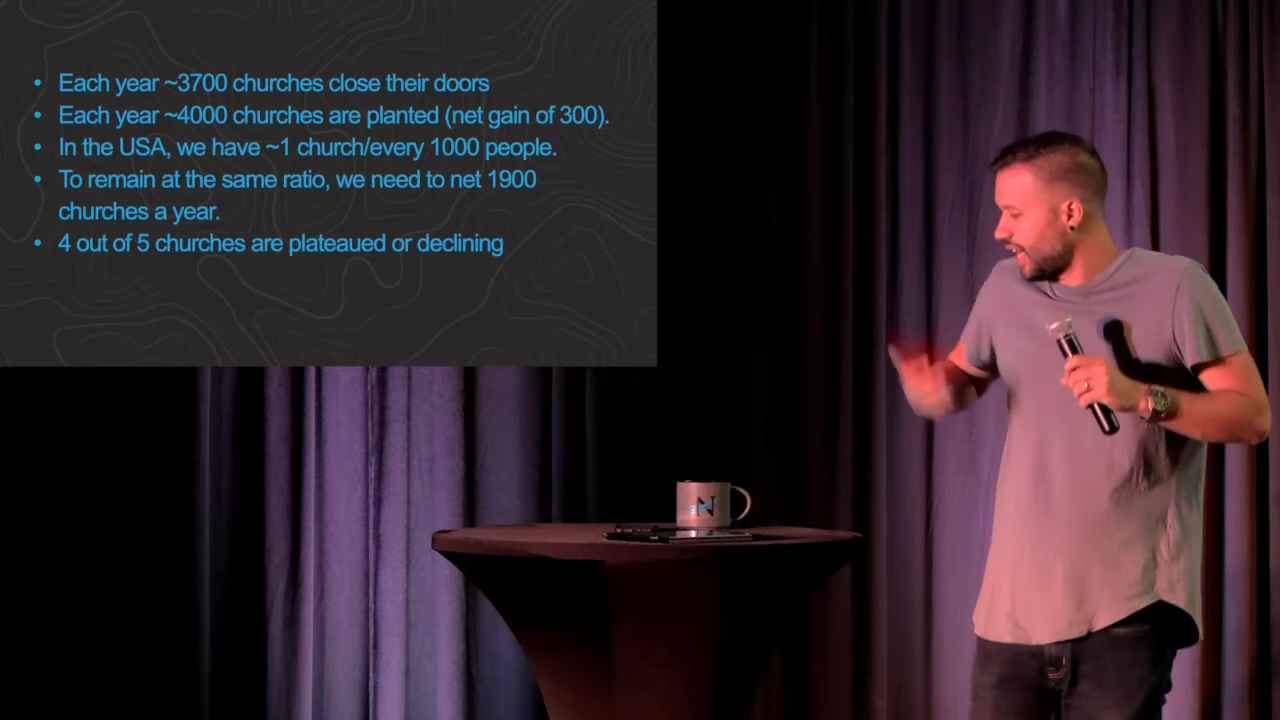 • Each year ~3700 churches close their doors
• Each year ~4000 churches are planted (net gain of 300).
• In the USA, we have ~1 church/every 1000 people.
• To remain at the same ratio, we need to net 1900
churches a year.
• 4 out of 5 churches are plateaued or declining
N